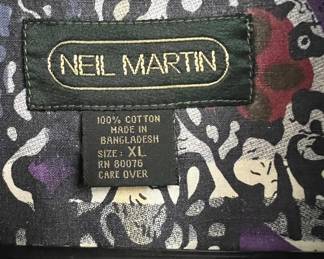 NEIL MARTIN
100% COTTON
MADE IN
BANGLADESH
SIZE: XL
RN 80076
CARE OVER